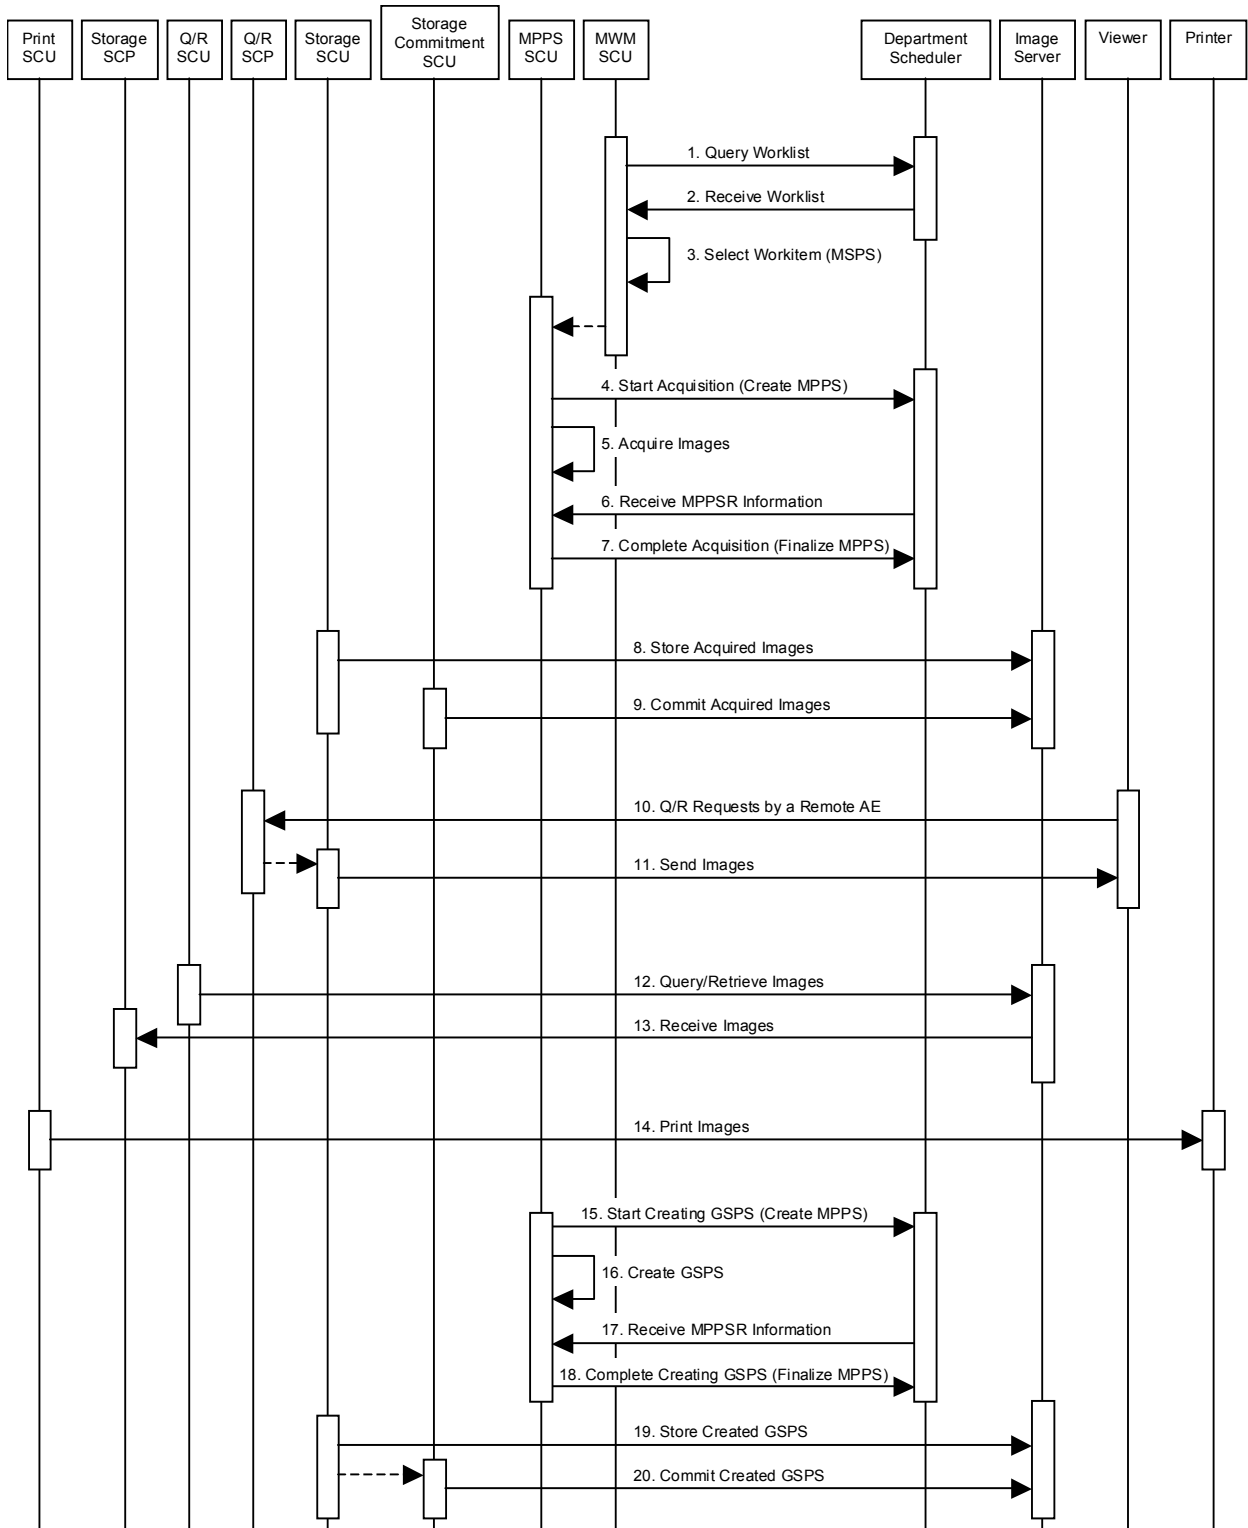 Print
SCU
Storage
SCP
Q/R
SCU
Q/R
SCP
Storage
SCU
Storage
Commitment
SCU
MPPS
SCU
MWM
SCU
Department
Scheduler
Image
Server
Viewer
Printer
1. Query Worklist
2. Receive Worklist
3. Select Workitem (MSPS)
4. Start Acquisition (Create MPPS)
5. Acquire Images
6. Receive MPPSR Information
7. Complete Acquisition (Finalize MPPS)
8. Store Acquired Images
9. Commit Acquired Images
10. Q/R Requests by a Remote AE
11. Send Images
12. Query/Retrieve Images
13. Receive Images
14. Print Images
15. Start Creating GSPS (Create MPPS)
16. Create GSPS
17. Receive MPPSR Information
18. Complete Creating GSPS (Finalize MPPS)
19. Store Created GSPS
20. Commit Created GSPS